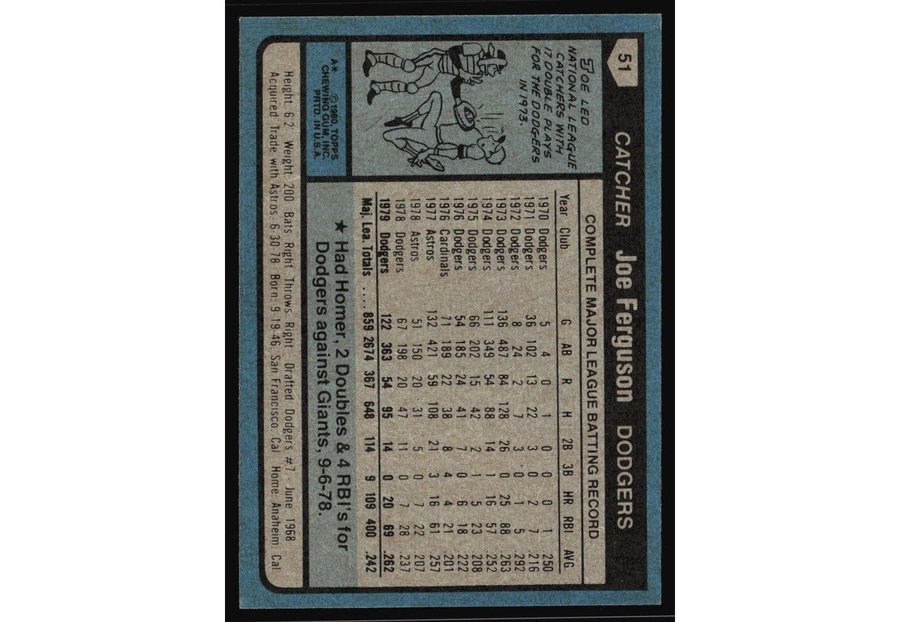 51
CATCHER Joe Ferguson DODGERS
JOE LED
NATIONAL LEAGUE
CATCHERS WITH
17 DOUBLE PLAYS
FOR THE DODGERS
IN 1973.
A* ©1980 TOPPS
CHEWING GUM, INC.
PRTD. IN U.S.A.
COMPLETE MAJOR LEAGUE BATTING RECORD
Year Club G AB R H 2B 3B HR RBI AVG
1970 Dodgers 5 4 0 1 0 0 0 1 .250
1971 Dodgers 36 102 13 22 3 0 2 7 .216
1972 Dodgers 8 24 2 7 3 0 1 5 .292
1973 Dodgers 136 487 84 128 26 0 25 88 .263
1974 Dodgers 111 349 54 88 14 1 16 57 .252
1975 Dodgers 66 202 15 42 2 1 5 23 .208
1976 Dodgers 54 185 24 41 7 0 6 18 .222
1976 Cardinals 71 189 22 38 8 4 4 21 .201
1977 Astros 132 421 59 108 21 3 16 61 .257
1978 Astros 51 150 20 31 5 0 7 22 .207
1978 Dodgers 67 198 20 47 11 0 7 28 .237
1979 Dodgers 122 363 54 95 14 0 20 69 .262
Maj. Lea. Totals ..... 859 2674 367 648 114 9 109 400 .242
★ Had Homer, 2 Doubles & 4 RBI's for
Dodgers against Giants, 9-6-78.
Height: 6'2" Weight: 200 Bats: Right Throws: Right Drafted: Dodgers #7, June 1968
Acquired: Trade with Astros, 6-30-78 Born: 9-19-46, San Francisco, Cal. Home: Anaheim, Cal.